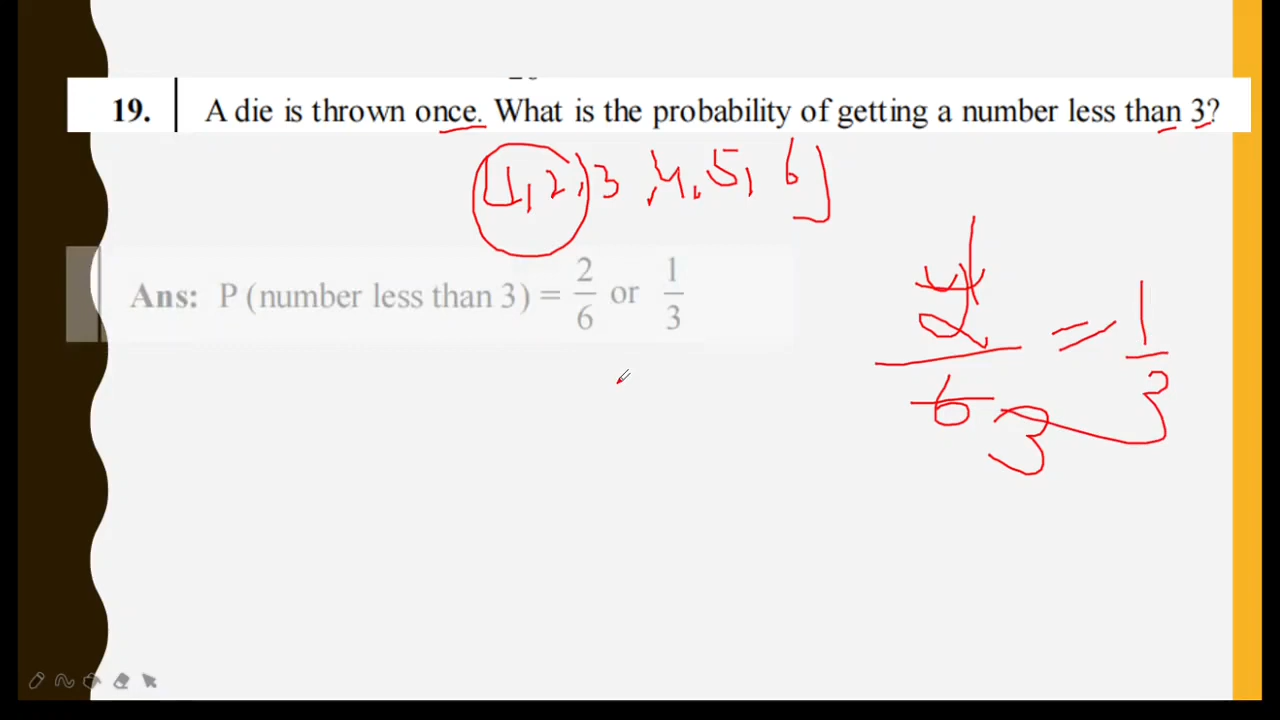 19. A die is thrown once. What is the probability of getting a number less than 3?
[1, 2, 3, 4, 5, 6]
Ans: P (number less than 3) = 2/6 or 1/3
2/6 = 1/3
3